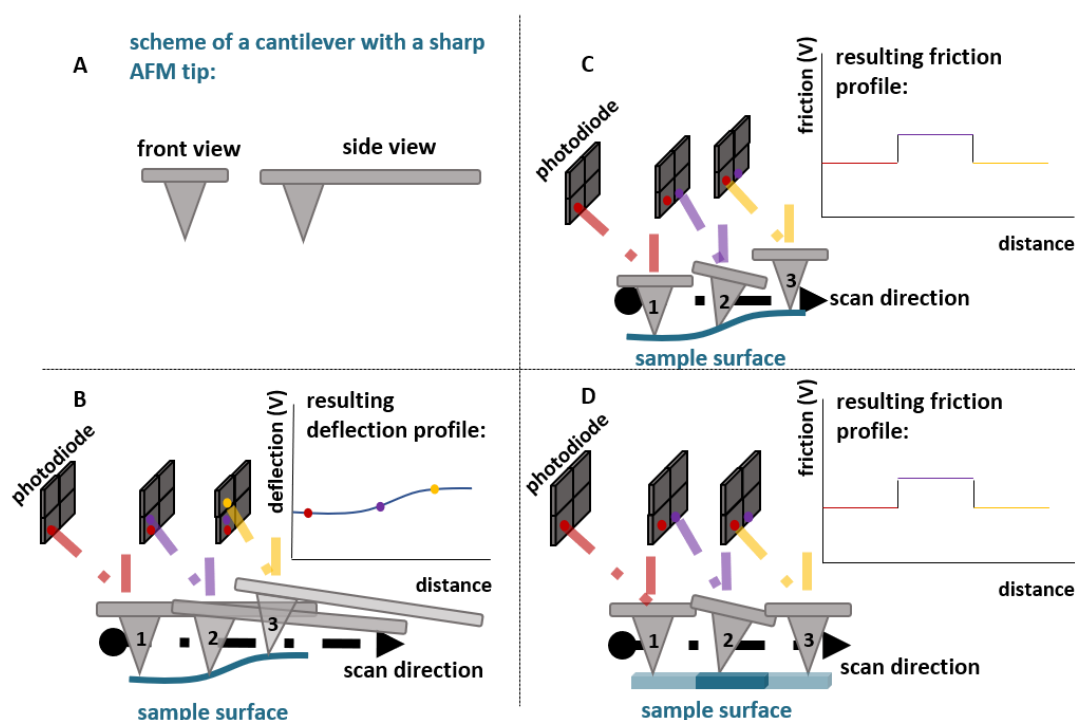 A
scheme of a cantilever with a sharp
AFM tip:
front view
side view
B
photodiode
deflection (V)
resulting
deflection profile:
distance
1
2
3
scan direction
sample surface
C
photodiode
friction (V)
resulting friction
profile:
distance
1
2
3
scan direction
sample surface
D
photodiode
friction (V)
resulting friction
profile:
distance
1
2
3
scan direction
sample surface